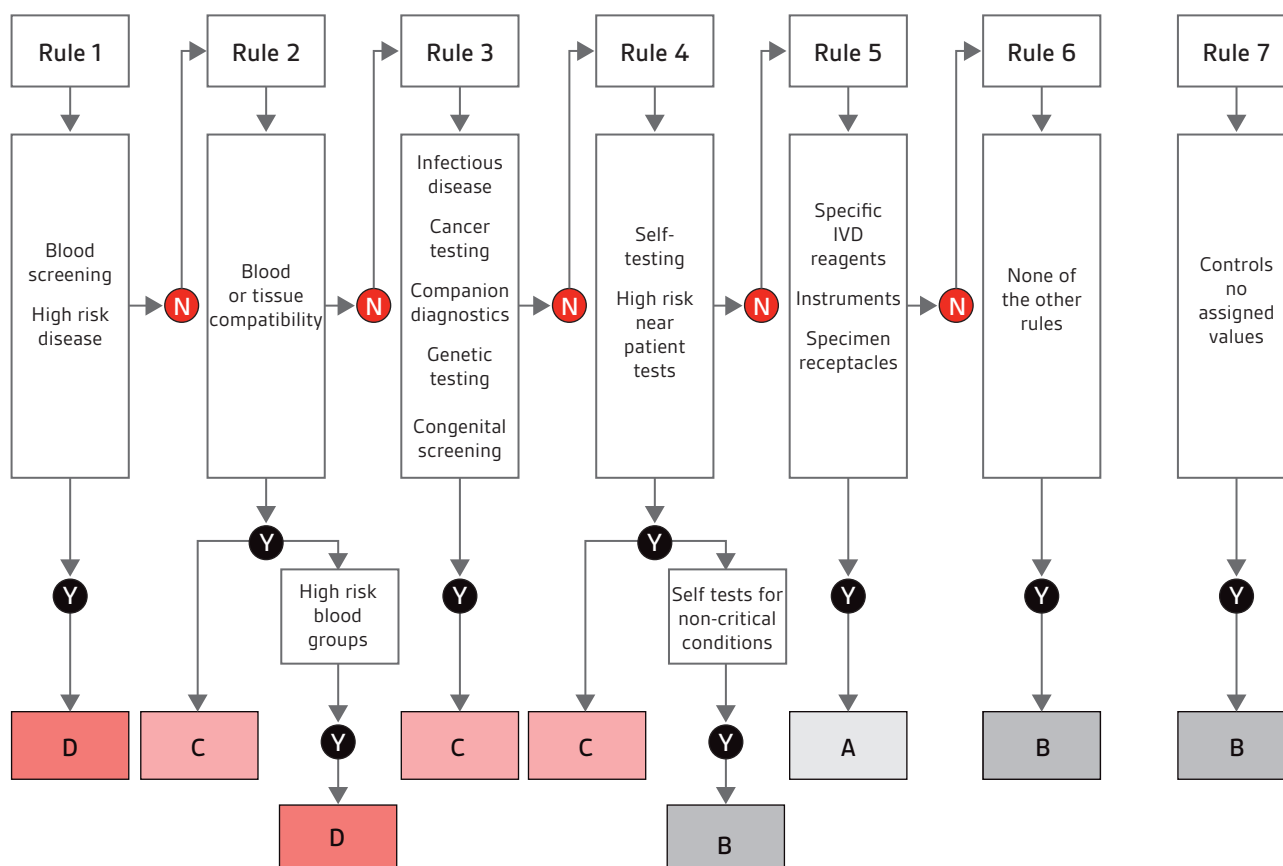 Rule 1
Rule 2
Rule 3
Rule 4
Rule 5
Rule 6
Rule 7
Blood
screening
High risk
disease
N
Blood
or tissue
compatibility
N
Infectious
disease
Cancer
testing
Companion
diagnostics
Genetic
testing
Congenital
screening
N
Self-
testing
High risk
near
patient
tests
N
Specific
IVD
reagents
Instruments
Specimen
receptacles
N
None of
the other
rules
Controls
no
assigned
values
Y
Y
Y
High risk
blood
groups
Y
Self tests for
non-critical
conditions
Y
Y
Y
Y
Y
D
C
C
C
A
B
B
D
B